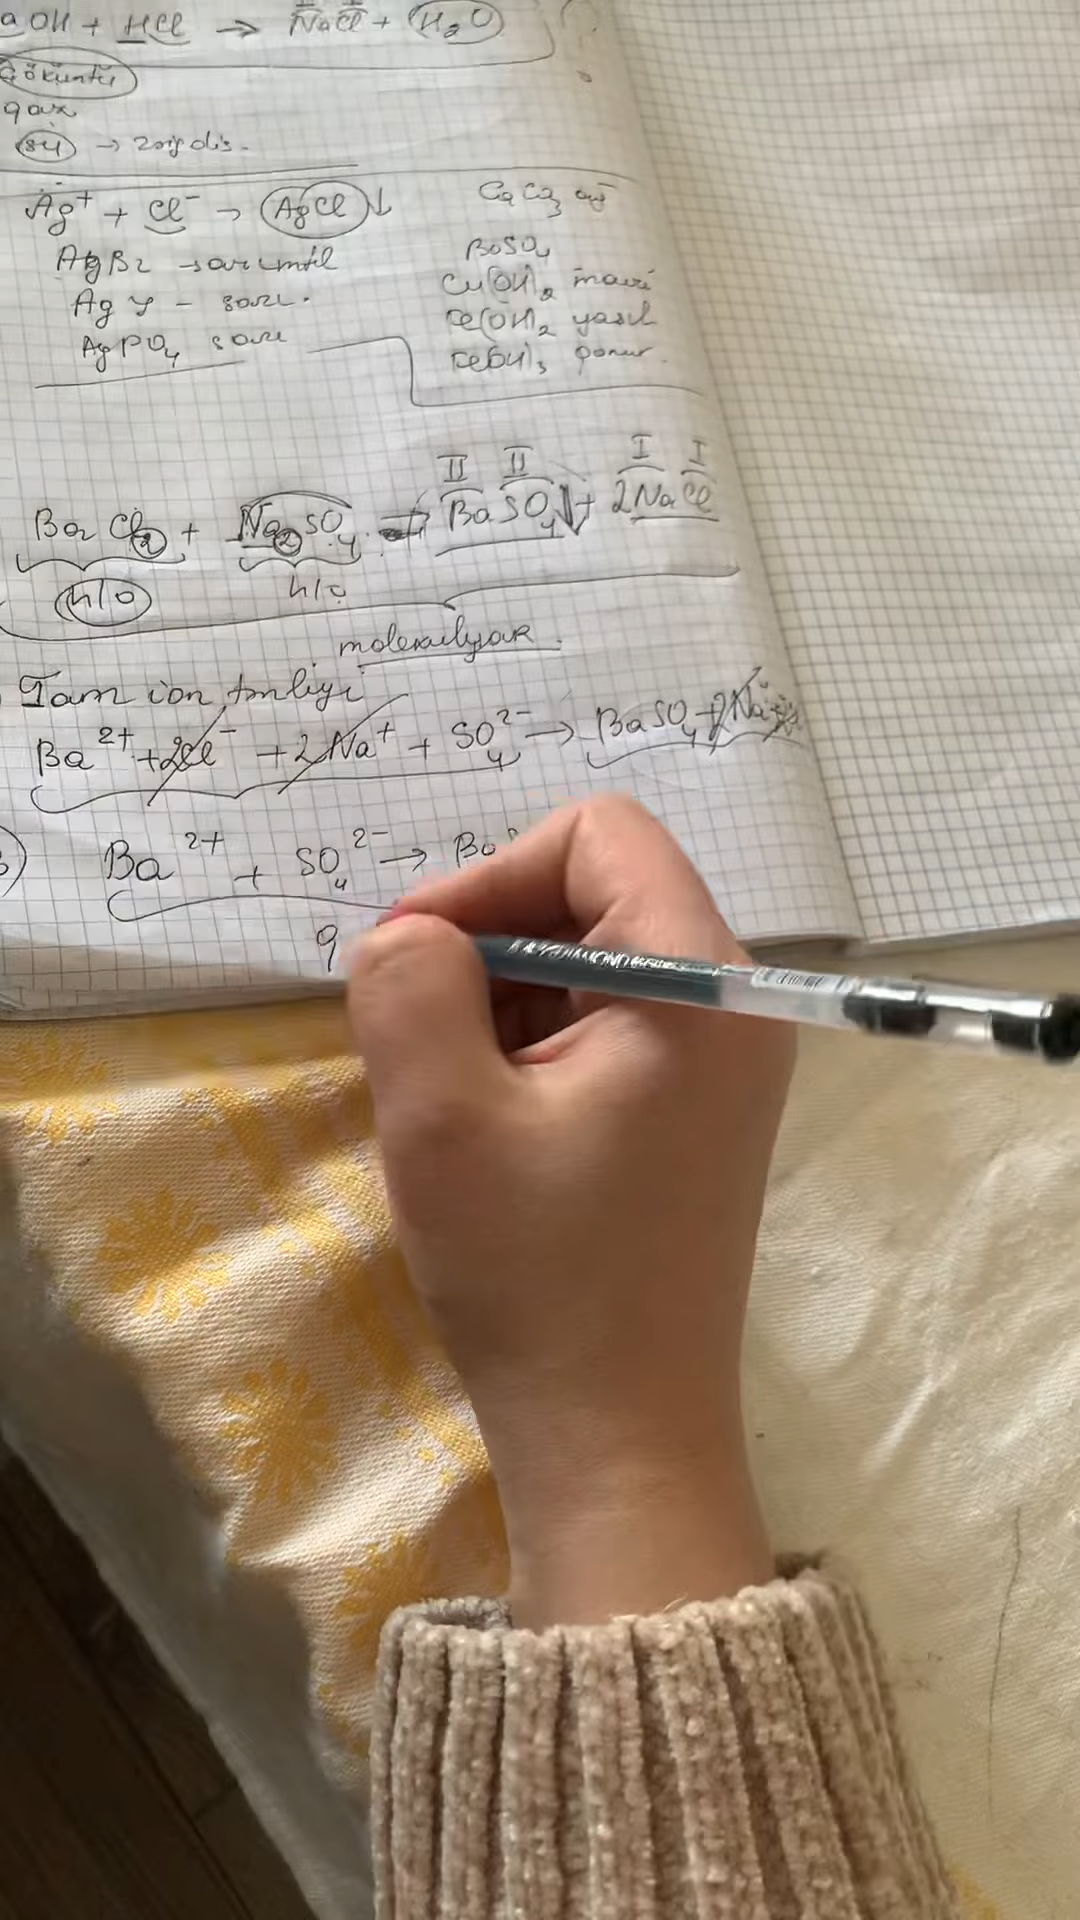 aOH + HCl → NaCl + H₂O
Çöküntü
qaz
su → zəif dis.
Ag⁺ + Cl⁻ → AgCl↓
AgBr → sarımtıl
AgY - sarı.
AgPO₄ sarı
CaCO₃ ağ
BaSO₄
Cu(OH)₂ mavi
Fe(OH)₂ yaşıl
Fe(OH)₃ qonur.
II II I I
BaCl₂ + Na₂SO₄ → BaSO₄↓ + 2NaCl
h/o h/o
molekulyar.
Tam ion tənliyi
Ba²⁺ + 2Cl⁻ + 2Na⁺ + SO₄²⁻ → BaSO₄ + 2Na
3) Ba²⁺ + SO₄²⁻ → Ba
q